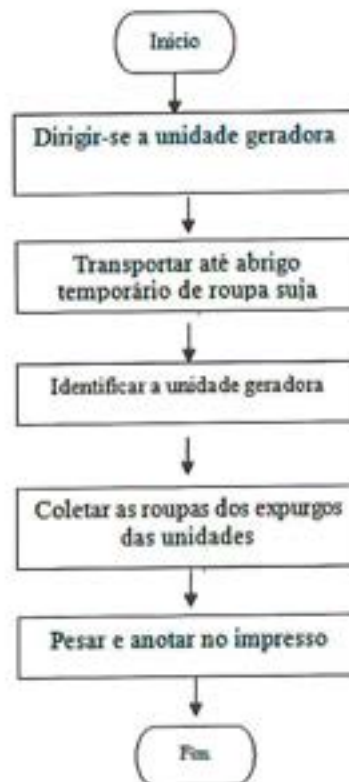 Inicio
Dirigir-se a unidade geradora
Transportar até abrigo
temporário de roupa suja
Identificar a unidade geradora
Coletar as roupas dos expurgos
das unidades
Pesar e anotar no impresso
Fim